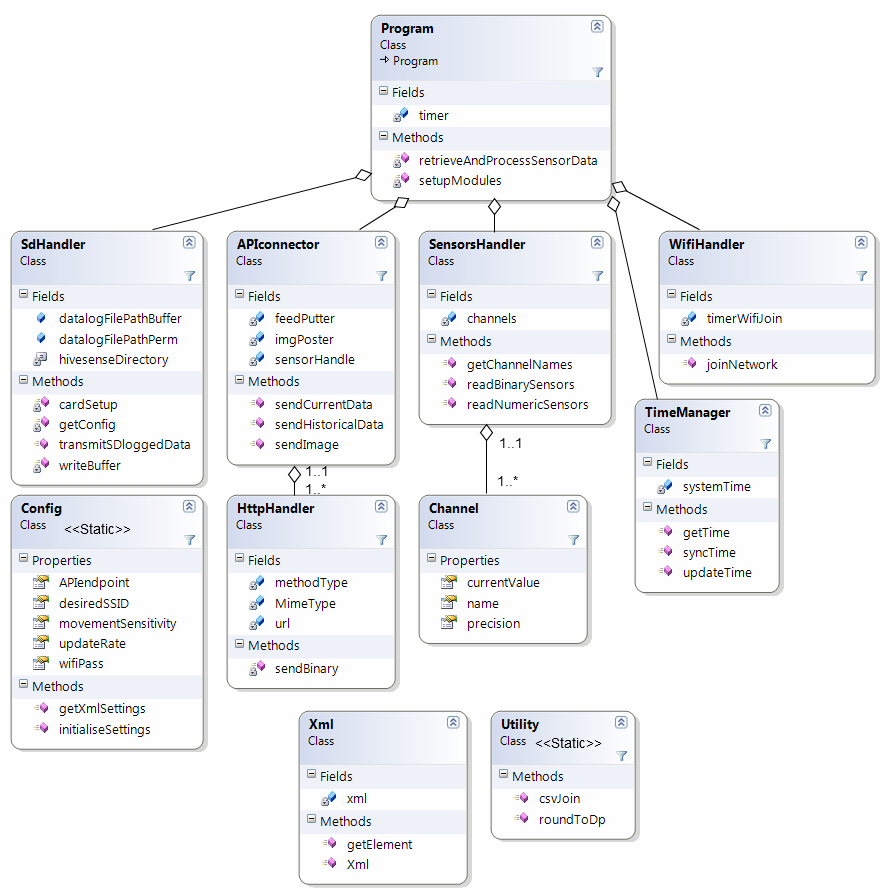 Program
Class
Program
Fields
timer
Methods
retrieveAndProcessSensorData
setupModules
SdHandler
Class
Fields
datalogFilePathBuffer
datalogFilePathPerm
hivesenseDirectory
Methods
cardSetup
getConfig
transmitSDloggedData
writeBuffer
APIconnector
Class
Fields
feedPutter
imgPoster
sensorHandle
Methods
sendCurrentData
sendHistoricalData
sendImage
1..1
1..*
SensorsHandler
Class
Fields
channels
Methods
getChannelNames
readBinarySensors
readNumericSensors
1..1
1..*
WifiHandler
Class
Fields
timerWifiJoin
Methods
joinNetwork
TimeManager
Class
Fields
systemTime
Methods
getTime
syncTime
updateTime
Config
Class <<Static>>
Properties
APIendpoint
desiredSSID
movementSensitivity
updateRate
wifiPass
Methods
getXmlSettings
initialiseSettings
HttpHandler
Class
Fields
methodType
MimeType
url
Methods
sendBinary
Channel
Class
Properties
currentValue
name
precision
Xml
Class
Fields
xml
Methods
getElement
Xml
Utility
Class <<Static>>
Methods
csvJoin
roundToDp